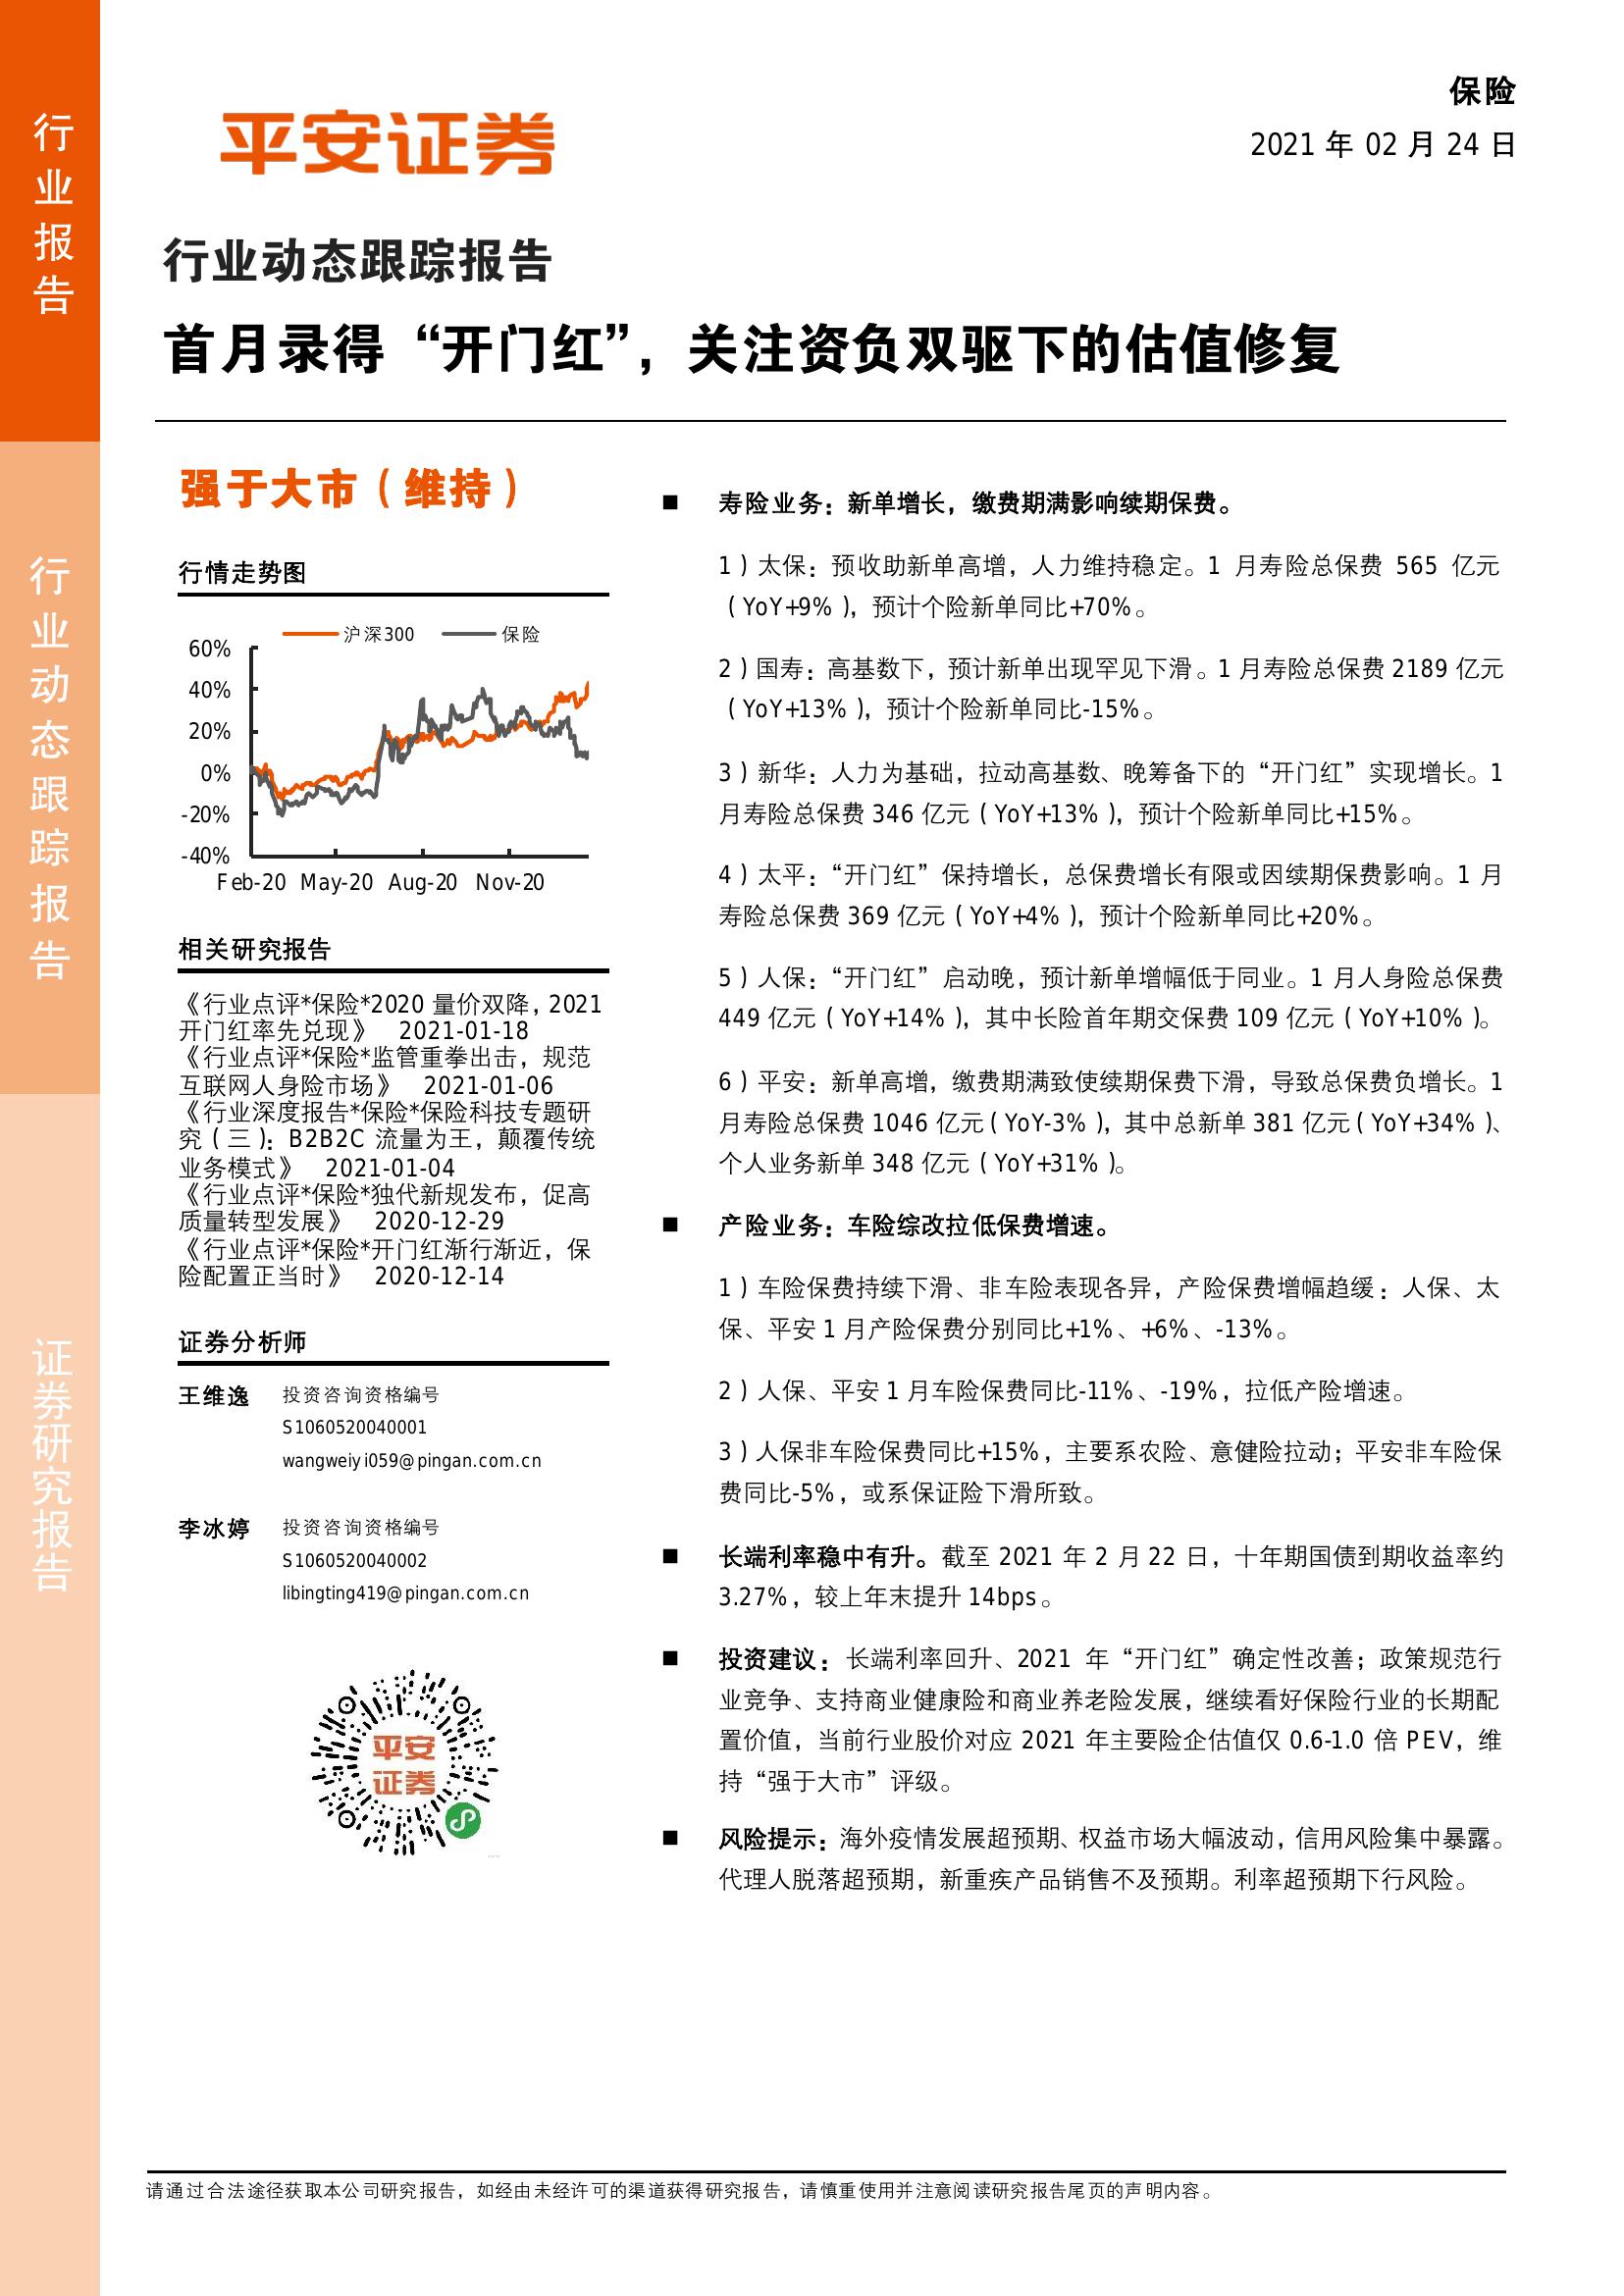 行业报告
行业动态跟踪报告
证券研究报告
平安证券
保险
2021 年 02 月 24 日
行业动态跟踪报告
首月录得“开门红”，关注资负双驱下的估值修复
强于大市（维持）
行情走势图
沪深300 保险
60%
40%
20%
0%
-20%
-40%
Feb-20 May-20 Aug-20 Nov-20
相关研究报告
《行业点评*保险*2020 量价双降，2021
开门红率先兑现》 2021-01-18
《行业点评*保险*监管重拳出击，规范
互联网人身险市场》 2021-01-06
《行业深度报告*保险*保险科技专题研
究（三）：B2B2C 流量为王，颠覆传统
业务模式》 2021-01-04
《行业点评*保险*独代新规发布，促高
质量转型发展》 2020-12-29
《行业点评*保险*开门红渐行渐近，保
险配置正当时》 2020-12-14
证券分析师
王维逸 投资咨询资格编号
S1060520040001
wangweiyi059@pingan.com.cn
李冰婷 投资咨询资格编号
S1060520040002
libingting419@pingan.com.cn
平安
证券
■ 寿险业务：新单增长，缴费期满影响续期保费。
1）太保：预收助新单高增，人力维持稳定。1 月寿险总保费 565 亿元
（YoY+9%），预计个险新单同比+70%。
2）国寿：高基数下，预计新单出现罕见下滑。1 月寿险总保费 2189 亿元
（YoY+13%），预计个险新单同比-15%。
3）新华：人力为基础，拉动高基数、晚筹备下的“开门红”实现增长。1
月寿险总保费 346 亿元（YoY+13%），预计个险新单同比+15%。
4）太平：“开门红”保持增长，总保费增长有限或因续期保费影响。1 月
寿险总保费 369 亿元（YoY+4%），预计个险新单同比+20%。
5）人保：“开门红”启动晚，预计新单增幅低于同业。1 月人身险总保费
449 亿元（YoY+14%），其中长险首年期交保费 109 亿元（YoY+10%）。
6）平安：新单高增，缴费期满致使续期保费下滑，导致总保费负增长。1
月寿险总保费 1046 亿元（YoY-3%），其中总新单 381 亿元（YoY+34%）、
个人业务新单 348 亿元（YoY+31%）。
■ 产险业务：车险综改拉低保费增速。
1）车险保费持续下滑、非车险表现各异，产险保费增幅趋缓：人保、太
保、平安 1 月产险保费分别同比+1%、+6%、-13%。
2）人保、平安 1 月车险保费同比-11%、-19%，拉低产险增速。
3）人保非车险保费同比+15%，主要系农险、意健险拉动；平安非车险保
费同比-5%，或系保证险下滑所致。
■ 长端利率稳中有升。截至 2021 年 2 月 22 日，十年期国债到期收益率约
3.27%，较上年末提升 14bps。
■ 投资建议：长端利率回升、2021 年“开门红”确定性改善；政策规范行
业竞争、支持商业健康险和商业养老险发展，继续看好保险行业的长期配
置价值，当前行业股价对应 2021 年主要险企估值仅 0.6-1.0 倍 PEV，维
持“强于大市”评级。
■ 风险提示：海外疫情发展超预期、权益市场大幅波动，信用风险集中暴露。
代理人脱落超预期，新重疾产品销售不及预期。利率超预期下行风险。
请通过合法途径获取本公司研究报告，如经由未经许可的渠道获得研究报告，请慎重使用并注意阅读研究报告尾页的声明内容。